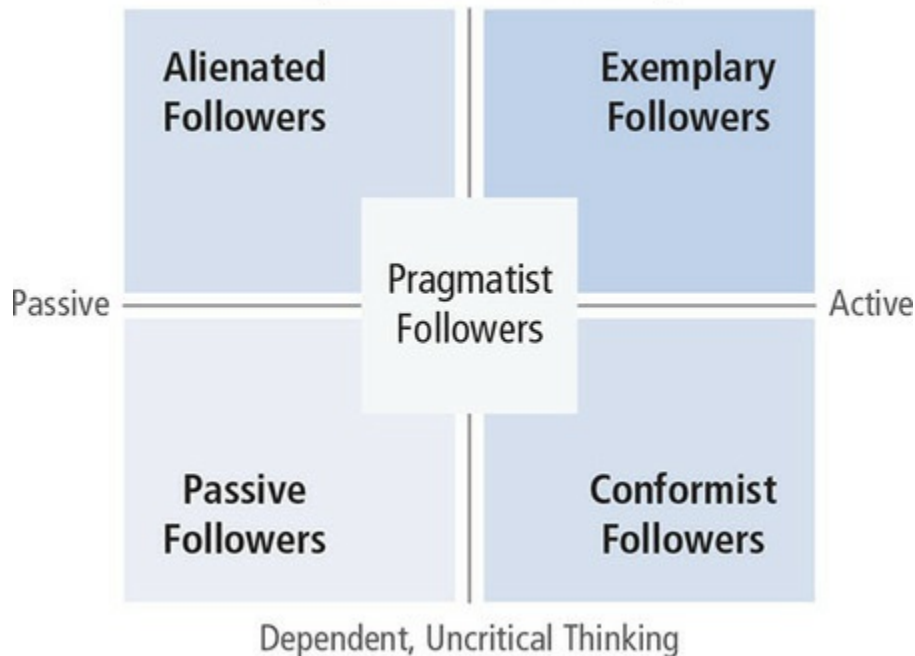 Alienated
Followers
Exemplary
Followers
Passive
Pragmatist
Followers
Active
Passive
Followers
Conformist
Followers
Dependent, Uncritical Thinking